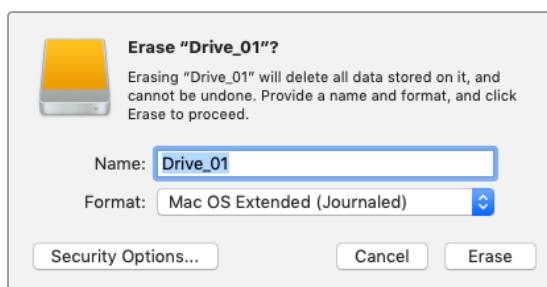 Erase “Drive_01”?
Erasing “Drive_01” will delete all data stored on it, and
cannot be undone. Provide a name and format, and click
Erase to proceed.
Name: Drive_01
Format: Mac OS Extended (Journaled)
Security Options... Cancel Erase